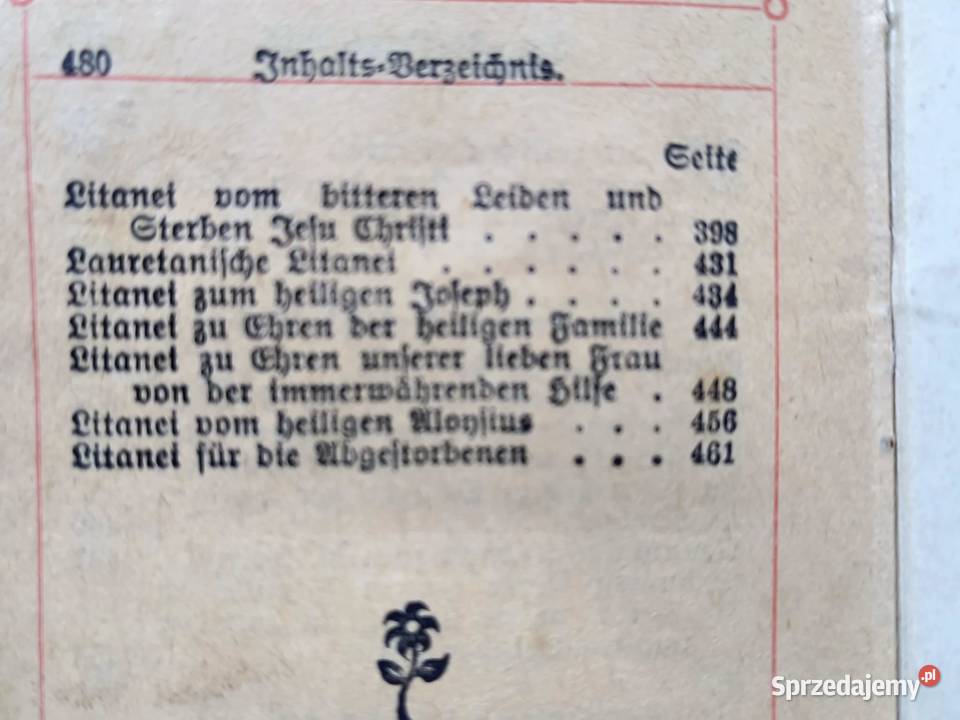 480 Inhalts-Verzeichnis.
Seite
Litanei vom bitteren Leiden und
Sterben Jesu Christi . . . . . 398
Lauretanische Litanei . . . . . . 431
Litanei zum heiligen Joseph . . . . 434
Litanei zu Ehren der heiligen Familie 444
Litanei zu Ehren unserer lieben Frau
von der immerwährenden Hilfe . 448
Litanei vom heiligen Aloysius . . . 456
Litanei für die Abgestorbenen . . . 461
Sprzedajemy.pl